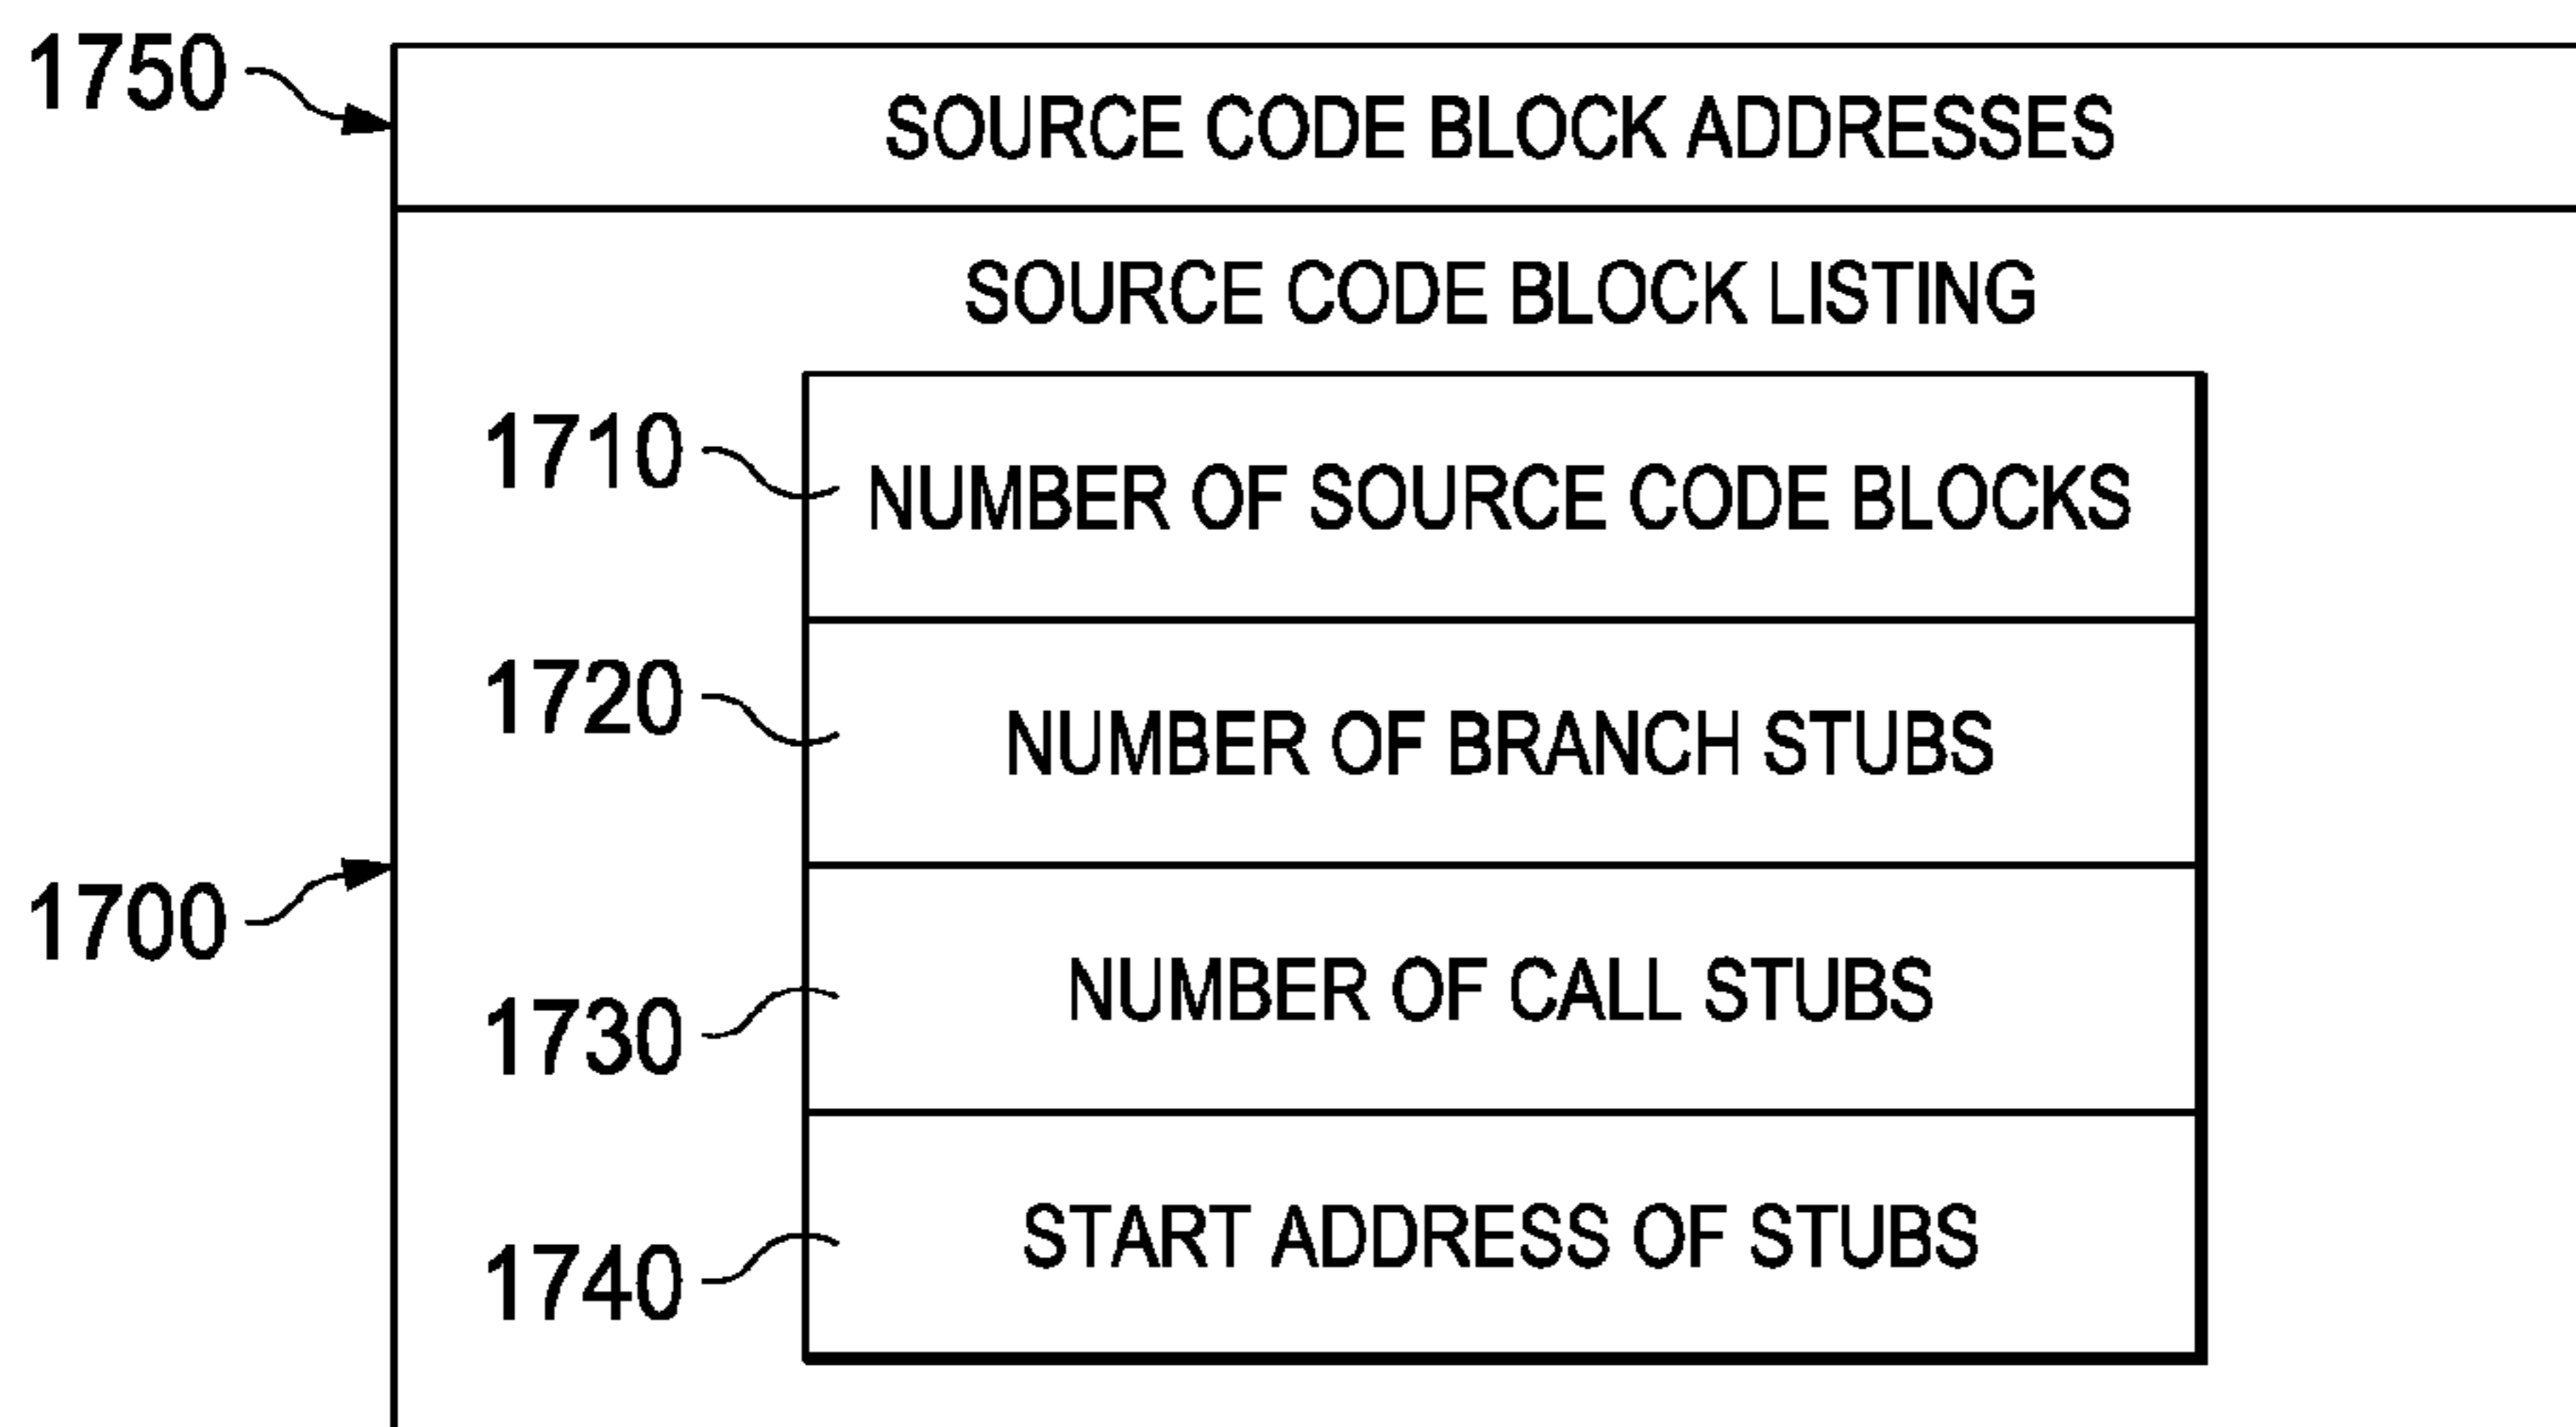 1750
SOURCE CODE BLOCK ADDRESSES
SOURCE CODE BLOCK LISTING
1710
NUMBER OF SOURCE CODE BLOCKS
1720
NUMBER OF BRANCH STUBS
1700
1730
NUMBER OF CALL STUBS
1740
START ADDRESS OF STUBS